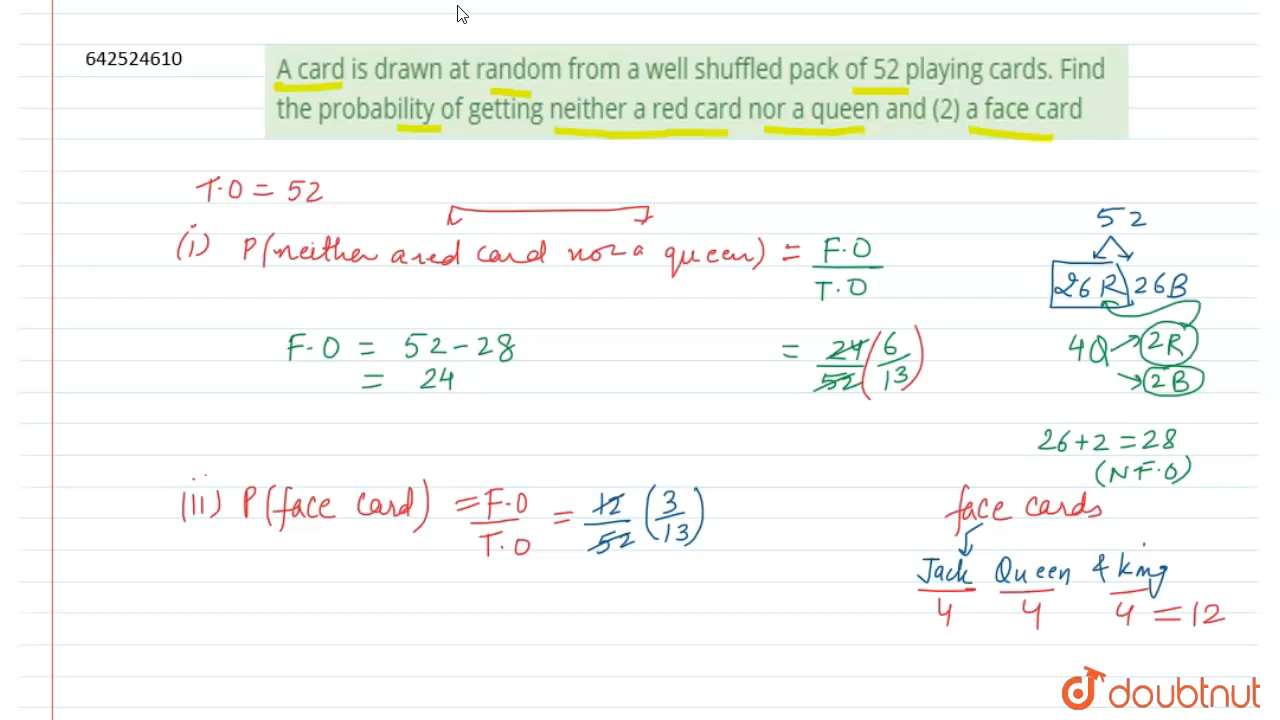 642524610
A card is drawn at random from a well shuffled pack of 52 playing cards. Find
the probability of getting neither a red card nor a queen and (2) a face card
T.O = 52
(i) P(neither a red card nor a queen) = F.O / T.O
52
26R 26B
F.O = 52 - 28
= 24
= 24/52 (6/13)
4Q → 2R
→ 2B
26 + 2 = 28
(N F.O)
(ii) P(face card) = F.O / T.O = 12/52 (3/13)
face cards
Jack Queen & King
4 4 4 = 12
doubtnut